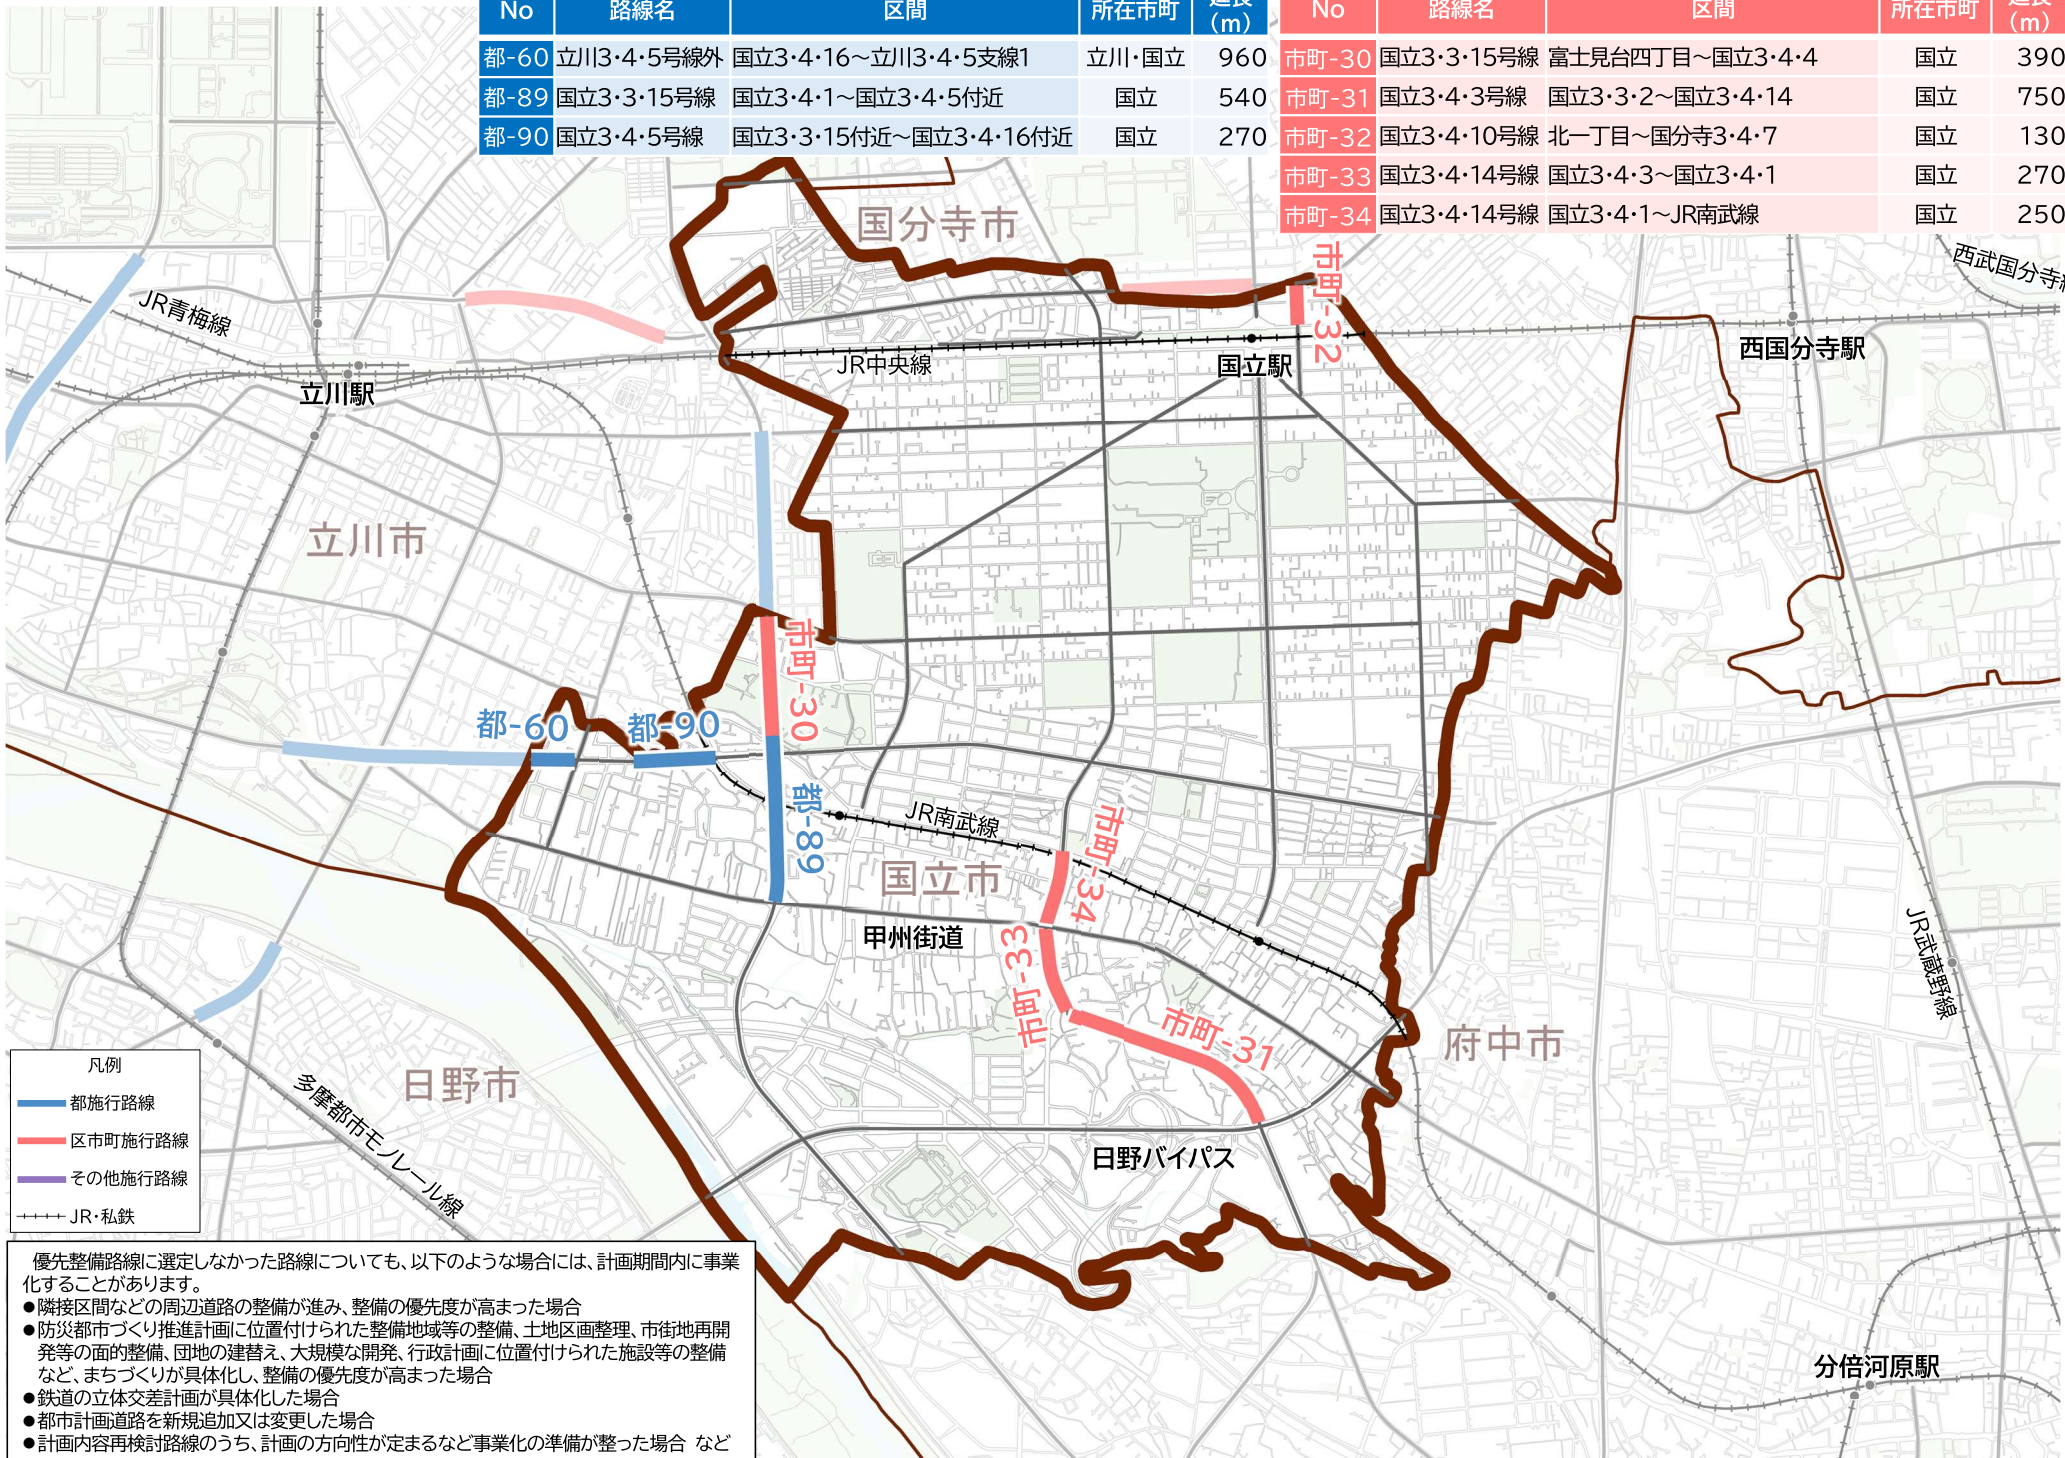 No 路線名 区間 所在市町 延長
(m)
都-60 立川3・4・5号線外 国立3・4・16～立川3・4・5支線1 立川・国立 960
都-89 国立3・3・15号線 国立3・4・1～国立3・4・5付近 国立 540
都-90 国立3・4・5号線 国立3・3・15付近～国立3・4・16付近 国立 270
No 路線名 区間 所在市町 延長
(m)
市町-30 国立3・3・15号線 富士見台四丁目～国立3・4・4 国立 390
市町-31 国立3・4・3号線 国立3・3・2～国立3・4・14 国立 750
市町-32 国立3・4・10号線 北一丁目～国分寺3・4・7 国立 130
市町-33 国立3・4・14号線 国立3・4・3～国立3・4・1 国立 270
市町-34 国立3・4・14号線 国立3・4・1～JR南武線 国立 250
国分寺市
西武国分寺線
JR青梅線
市町-32
JR中央線
国立駅
西国分寺駅
立川駅
立川市
市町-30
都-60
都-90
都-89
JR南武線
市町-34
国立市
甲州街道
市町-33
市町-31
JR武蔵野線
府中市
日野市
多摩都市モノレール線
日野バイパス
分倍河原駅
凡例
都施行路線
区市町施行路線
その他施行路線
JR・私鉄
優先整備路線に選定しなかった路線についても、以下のような場合には、計画期間内に事業
化することがあります。
●隣接区間などの周辺道路の整備が進み、整備の優先度が高まった場合
●防災都市づくり推進計画に位置付けられた整備地域等の整備、土地区画整理、市街地再開
発等の面的整備、団地の建替え、大規模な開発、行政計画に位置付けられた施設等の整備
など、まちづくりが具体化し、整備の優先度が高まった場合
●鉄道の立体交差計画が具体化した場合
●都市計画道路を新規追加又は変更した場合
●計画内容再検討路線のうち、計画の方向性が定まるなど事業化の準備が整った場合 など